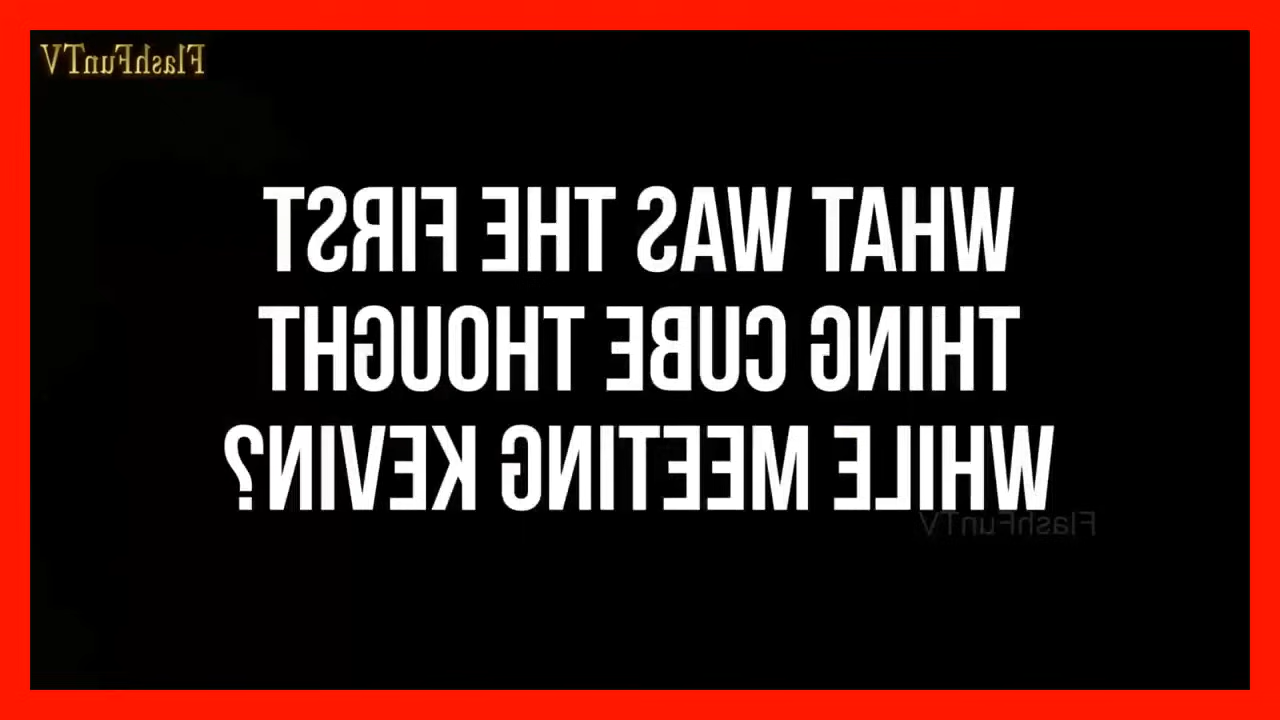 FlashFunTV
WHAT WAS THE FIRST
THING CUBE THOUGHT
WHILE MEETING KEVIN?
FlashFunTV